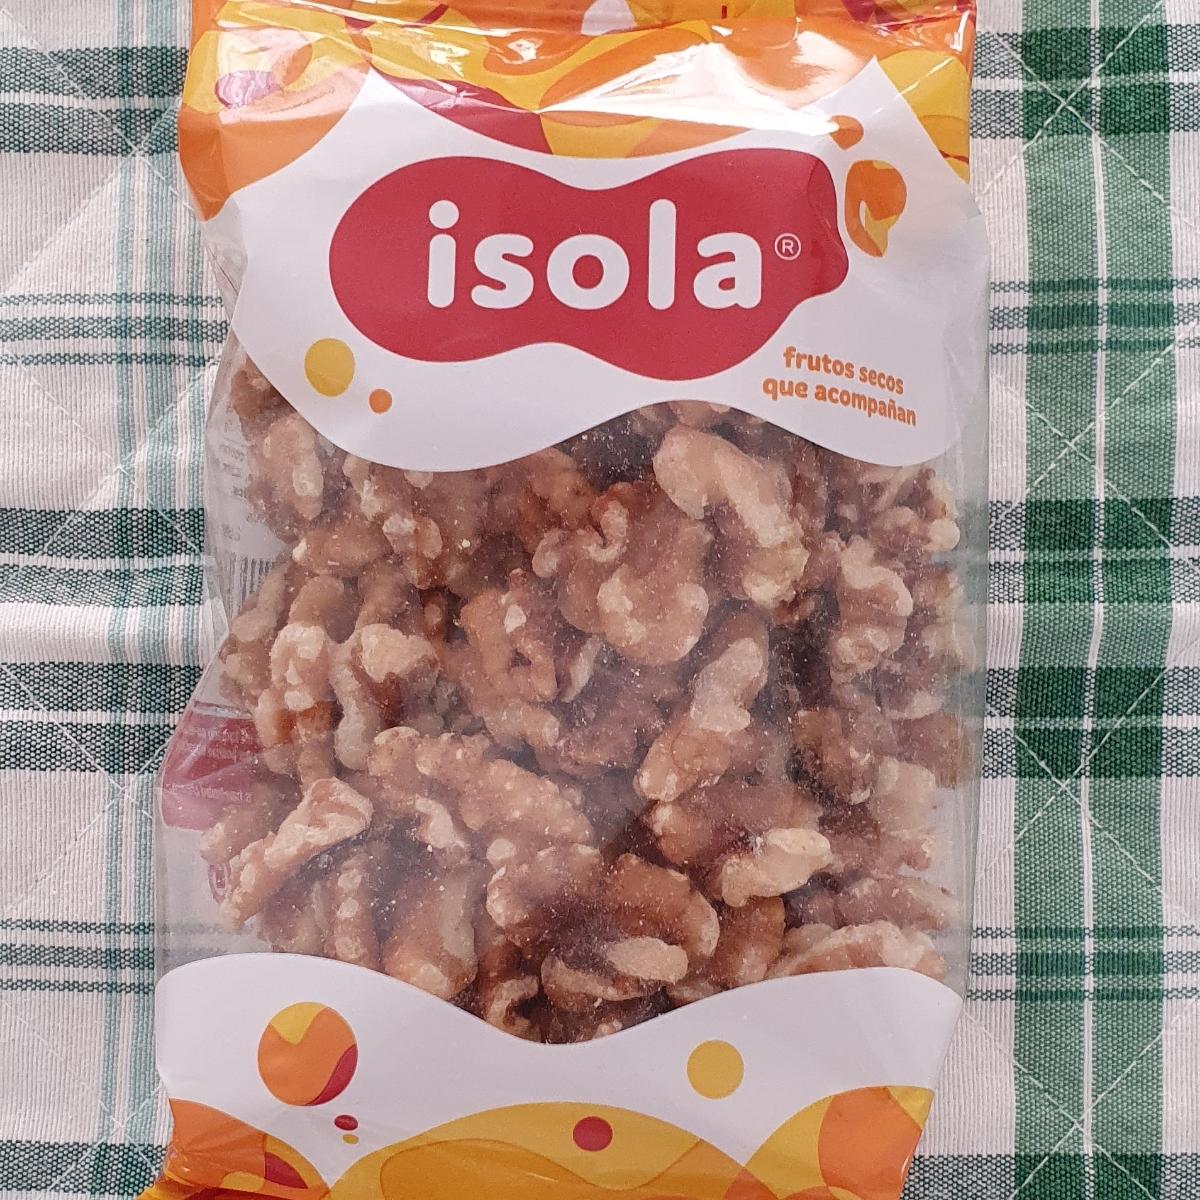 isola®
frutos secos
que acompañan